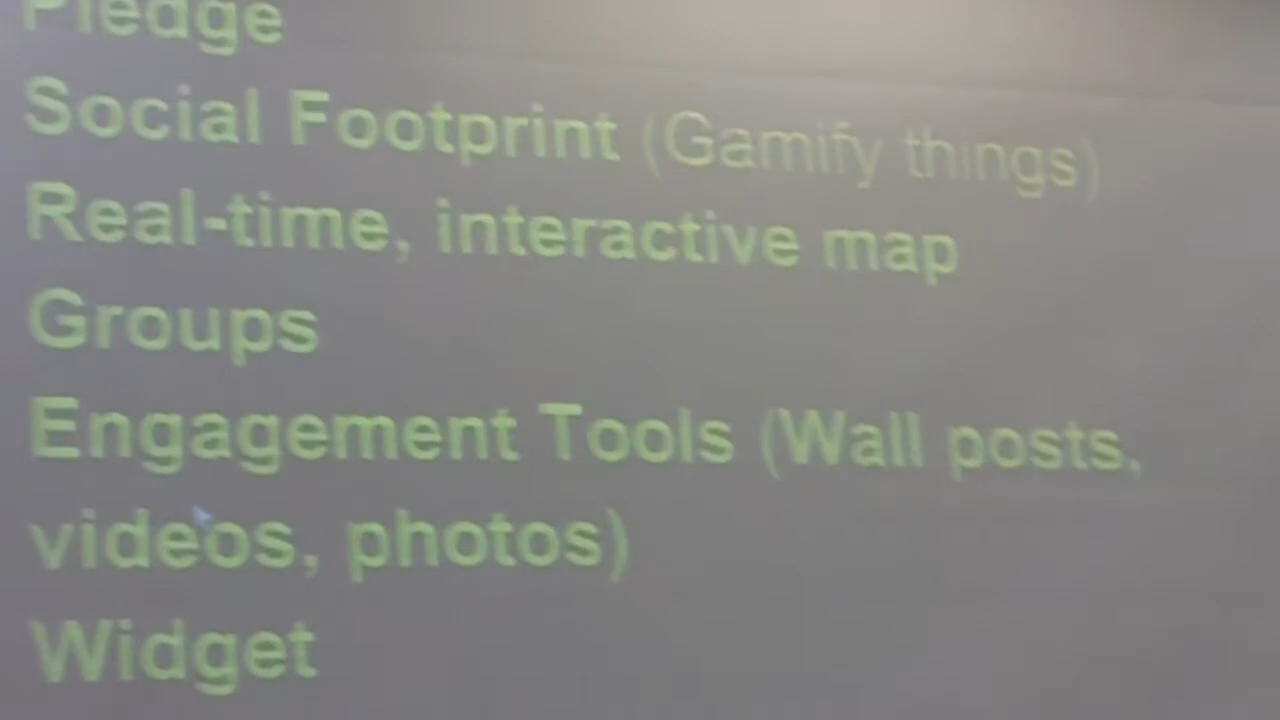 Pledge
Social Footprint (Gamify things)
Real-time, interactive map
Groups
Engagement Tools (Wall posts,
videos, photos)
Widget